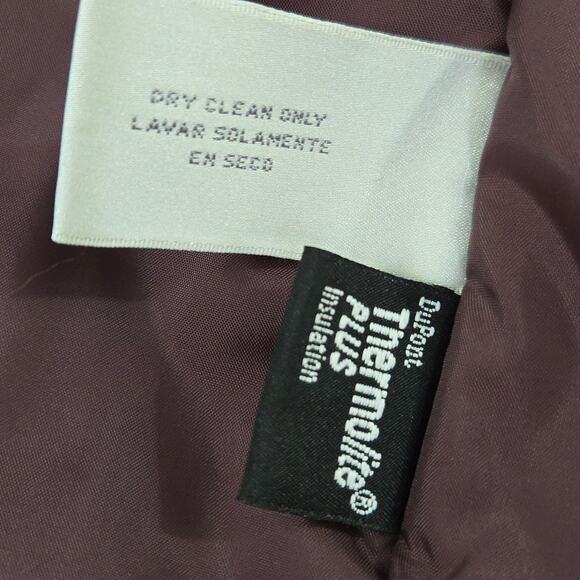 DRY CLEAN ONLY
LAVAR SOLAMENTE
EN SECO
DuPont
Thermolite®
PLUS
Insulation